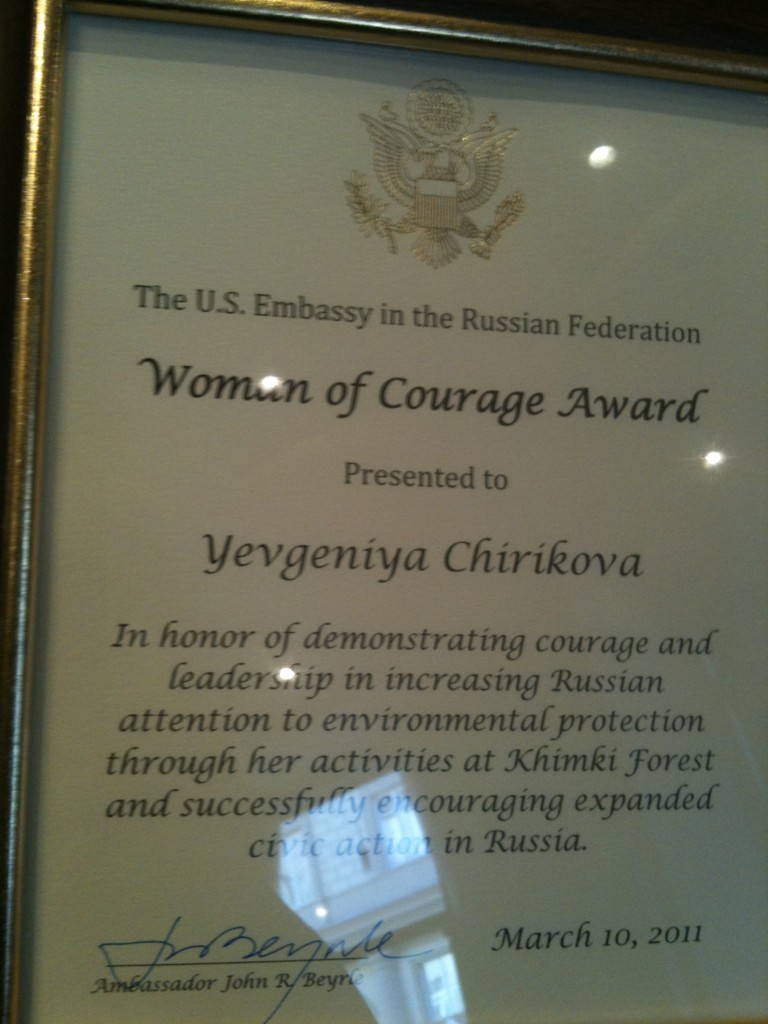 The U.S. Embassy in the Russian Federation
Woman of Courage Award
Presented to
Yevgeniya Chirikova
In honor of demonstrating courage and
leadership in increasing Russian
attention to environmental protection
through her activities at Khimki Forest
and successfully encouraging expanded
civic action in Russia.
JRBeyrle
March 10, 2011
Ambassador John R. Beyrle